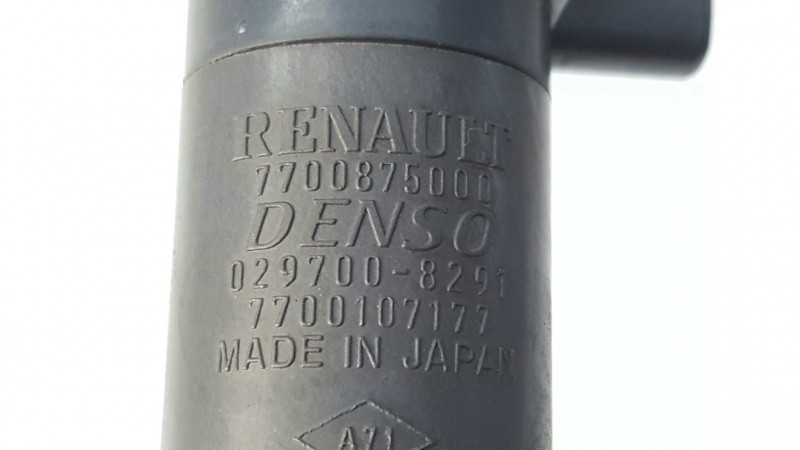 RENAULT
7700875000
DENSO
029700-8291
7700107177
MADE IN JAPAN
A71